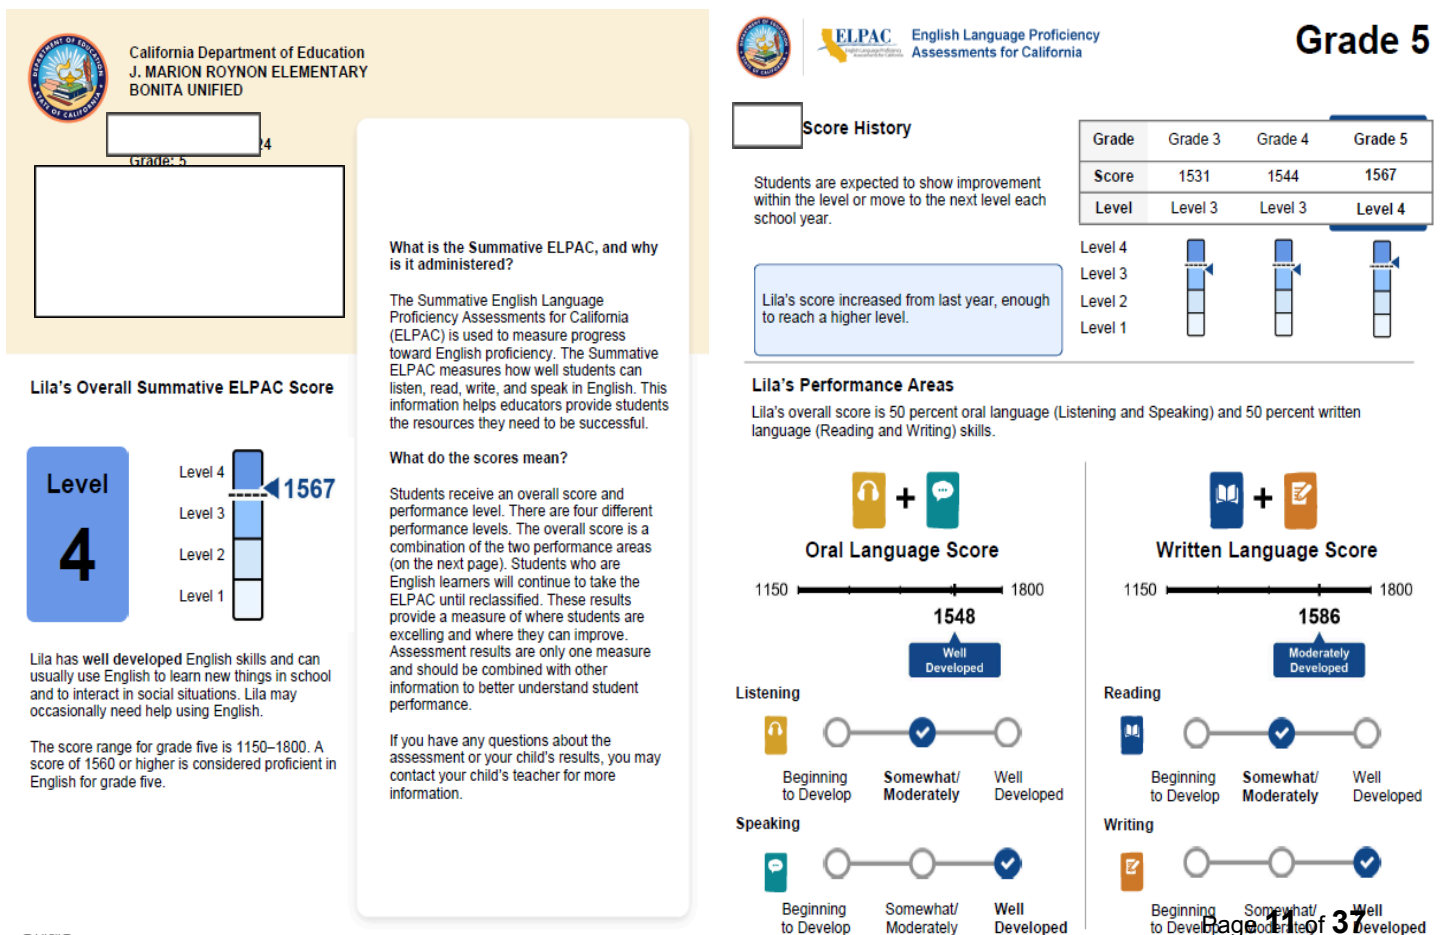 California Department of Education
J. MARION ROYNON ELEMENTARY
BONITA UNIFIED
24
Grade: 5
Lila's Overall Summative ELPAC Score
Level
4
Level 4
Level 3
Level 2
Level 1
1567
Lila has well developed English skills and can
usually use English to learn new things in school
and to interact in social situations. Lila may
occasionally need help using English.
The score range for grade five is 1150–1800. A
score of 1560 or higher is considered proficient in
English for grade five.
What is the Summative ELPAC, and why
is it administered?
The Summative English Language
Proficiency Assessments for California
(ELPAC) is used to measure progress
toward English proficiency. The Summative
ELPAC measures how well students can
listen, read, write, and speak in English. This
information helps educators provide students
the resources they need to be successful.
What do the scores mean?
Students receive an overall score and
performance level. There are four different
performance levels. The overall score is a
combination of the two performance areas
(on the next page). Students who are
English learners will continue to take the
ELPAC until reclassified. These results
provide a measure of where students are
excelling and where they can improve.
Assessment results are only one measure
and should be combined with other
information to better understand student
performance.
If you have any questions about the
assessment or your child's results, you may
contact your child's teacher for more
information.
ELPAC
English Language Proficiency
Assessments for California
Grade 5
Score History
Students are expected to show improvement
within the level or move to the next level each
school year.
Lila's score increased from last year, enough
to reach a higher level.
Grade Grade 3 Grade 4 Grade 5
Score 1531 1544 1567
Level Level 3 Level 3 Level 4
Level 4
Level 3
Level 2
Level 1
Lila's Performance Areas
Lila's overall score is 50 percent oral language (Listening and Speaking) and 50 percent written
language (Reading and Writing) skills.
+
Oral Language Score
1150 1800
1548
Well
Developed
Listening
Beginning
to Develop
Somewhat/
Moderately
Well
Developed
Speaking
Beginning
to Develop
Somewhat/
Moderately
Well
Developed
+
Written Language Score
1150 1800
1586
Moderately
Developed
Reading
Beginning
to Develop
Somewhat/
Moderately
Well
Developed
Writing
Beginning
to Develop
Somewhat/
Moderately
Well
Developed
Page 11 of 37